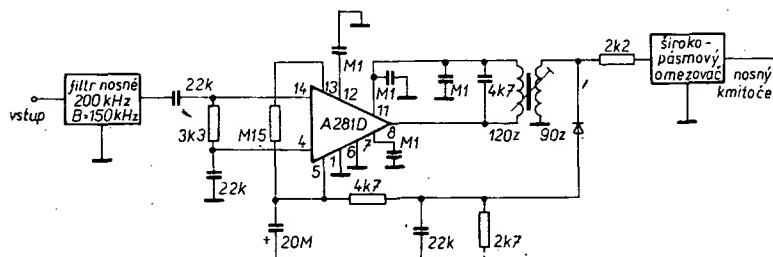 vstup
filtr nosné
200 kHz
B=150kHz
22k
3k3
22k
M15
M1
13
12
14
4
A281D
11
8
7
6
1
5
M1
M1
M1
4k7
120z
90z
2k2
široko-
pásmový
omezovač
nosný
kmitoče
4k7
+
20M
22k
2k7